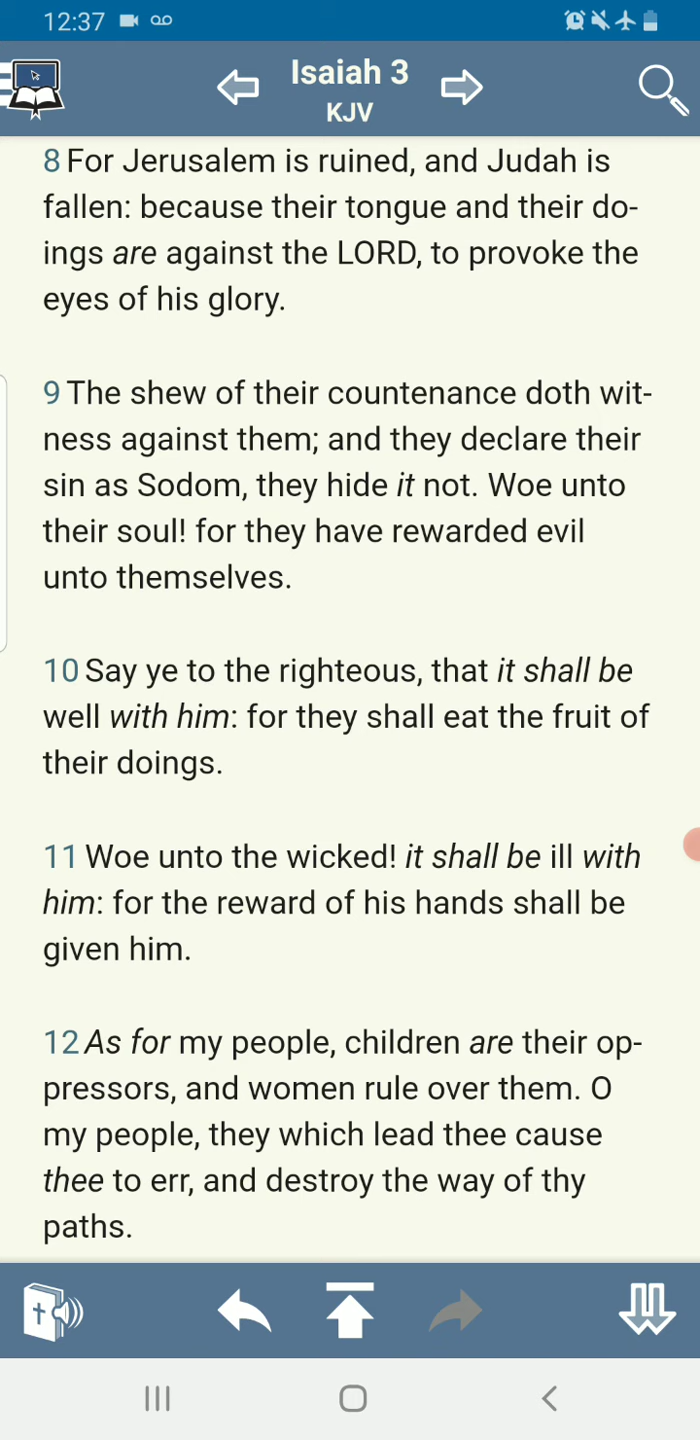 12:37
Isaiah 3
KJV
8 For Jerusalem is ruined, and Judah is
fallen: because their tongue and their do-
ings are against the LORD, to provoke the
eyes of his glory.
9 The shew of their countenance doth wit-
ness against them; and they declare their
sin as Sodom, they hide it not. Woe unto
their soul! for they have rewarded evil
unto themselves.
10 Say ye to the righteous, that it shall be
well with him: for they shall eat the fruit of
their doings.
11 Woe unto the wicked! it shall be ill with
him: for the reward of his hands shall be
given him.
12 As for my people, children are their op-
pressors, and women rule over them. O
my people, they which lead thee cause
thee to err, and destroy the way of thy
paths.